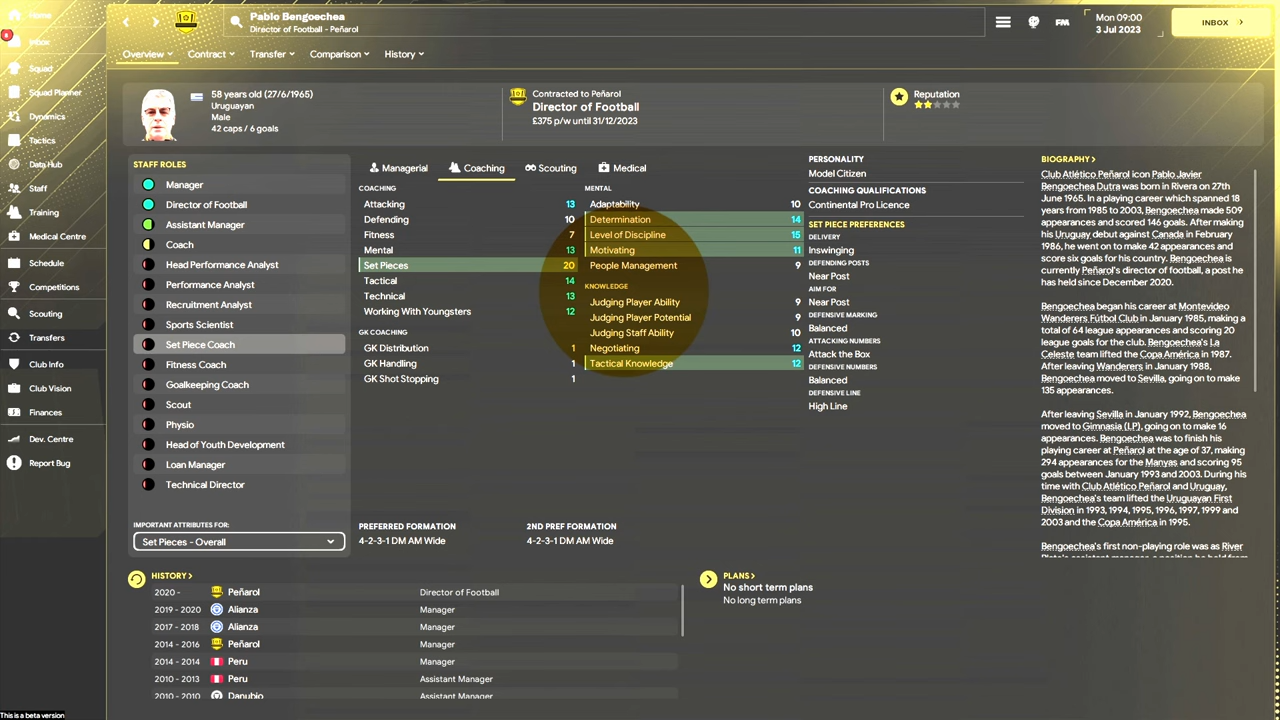 Home
Pablo Bengoechea
Director of Football - Peñarol
FM
Mon 09:00
3 Jul 2023
INBOX
Inbox
Squad
Squad Planner
Dynamics
Tactics
Data Hub
Staff
Training
Medical Centre
Schedule
Competitions
Scouting
Transfers
Club Info
Club Vision
Finances
Dev. Centre
Report Bug
Overview
Contract
Transfer
Comparison
History
58 years old (27/6/1965)
Uruguayan
Male
42 caps / 6 goals
Contracted to Peñarol
Director of Football
£375 p/w until 31/12/2023
Reputation
STAFF ROLES
Manager
Director of Football
Assistant Manager
Coach
Head Performance Analyst
Performance Analyst
Recruitment Analyst
Sports Scientist
Set Piece Coach
Fitness Coach
Goalkeeping Coach
Scout
Physio
Head of Youth Development
Loan Manager
Technical Director
IMPORTANT ATTRIBUTES FOR:
Set Pieces - Overall
Managerial
Coaching
Scouting
Medical
COACHING
Attacking 13
Defending 10
Fitness 7
Mental 13
Set Pieces 20
Tactical 14
Technical 13
Working With Youngsters 12
GK COACHING
GK Distribution 1
GK Handling 1
GK Shot Stopping 1
MENTAL
Adaptability 10
Determination 14
Level of Discipline 15
Motivating 11
People Management 9
KNOWLEDGE
Judging Player Ability 9
Judging Player Potential 9
Judging Staff Ability 10
Negotiating 12
Tactical Knowledge 12
PREFERRED FORMATION
4-2-3-1 DM AM Wide
2ND PREF FORMATION
4-2-3-1 DM AM Wide
PERSONALITY
Model Citizen
COACHING QUALIFICATIONS
Continental Pro Licence
SET PIECE PREFERENCES
DELIVERY
Inswinging
DEFENDING POSTS
Near Post
AIM FOR
Near Post
DEFENSIVE MARKING
Balanced
ATTACKING NUMBERS
Attack the Box
DEFENSIVE NUMBERS
Balanced
DEFENSIVE LINE
High Line
BIOGRAPHY
Club Atlético Peñarol icon Pablo Javier
Bengoechea Dutra was born in Rivera on 27th
June 1965. In a playing career which spanned 18
years from 1985 to 2003, Bengoechea made 509
appearances and scored 146 goals. After making
his Uruguay debut against Canada in February
1986, he went on to make 42 appearances and
score six goals for his country. Bengoechea is
currently Peñarol's director of football, a post he
has held since December 2020.
Bengoechea began his career at Montevideo
Wanderers Fútbol Club in January 1985, making a
total of 64 league appearances and scoring 20
league goals for the club. Bengoechea's La
Celeste team lifted the Copa América in 1987.
After leaving Wanderers in January 1988,
Bengoechea moved to Sevilla, going on to make
135 appearances.
After leaving Sevilla in January 1992, Bengoechea
moved to Gimnasia (LP), going on to make 16
appearances. Bengoechea was to finish his
playing career at Peñarol at the age of 37, making
294 appearances for the Manyas and scoring 95
goals between January 1993 and 2003. During his
time with Club Atlético Peñarol and Uruguay,
Bengoechea's team lifted the Uruguayan First
Division in 1993, 1994, 1995, 1996, 1997, 1999 and
2003 and the Copa América in 1995.
Bengoechea's first non-playing role was as River
Plate's assistant manager, a position he held from
HISTORY
2020 - Peñarol Director of Football
2019 - 2020 Alianza Manager
2017 - 2018 Alianza Manager
2014 - 2016 Peñarol Manager
2014 - 2014 Peru Manager
2010 - 2013 Peru Assistant Manager
2010 - 2010 Danubio Assistant Manager
PLANS
No short term plans
No long term plans
This is a beta version